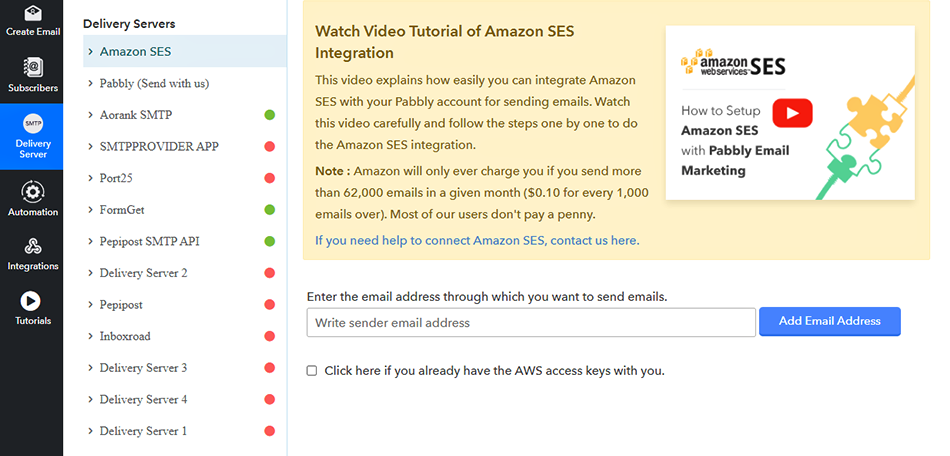 Create Email
Subscribers
SMTP
Delivery
Server
Automation
Integrations
Tutorials
Delivery Servers
Amazon SES
Pabbly (Send with us)
Aorank SMTP
SMTPPROVIDER APP
Port25
FormGet
Pepipost SMTP API
Delivery Server 2
Pepipost
Inboxroad
Delivery Server 3
Delivery Server 4
Delivery Server 1
Watch Video Tutorial of Amazon SES
Integration
This video explains how easily you can integrate Amazon
SES with your Pabbly account for sending emails. Watch
this video carefully and follow the steps one by one to do
the Amazon SES integration.
Note : Amazon will only ever charge you if you send more
than 62,000 emails in a given month ($0.10 for every 1,000
emails over). Most of our users don't pay a penny.
If you need help to connect Amazon SES, contact us here.
amazon
webservices SES
How to Setup
Amazon SES
with Pabbly Email
Marketing
Enter the email address through which you want to send emails.
Write sender email address
Add Email Address
Click here if you already have the AWS access keys with you.